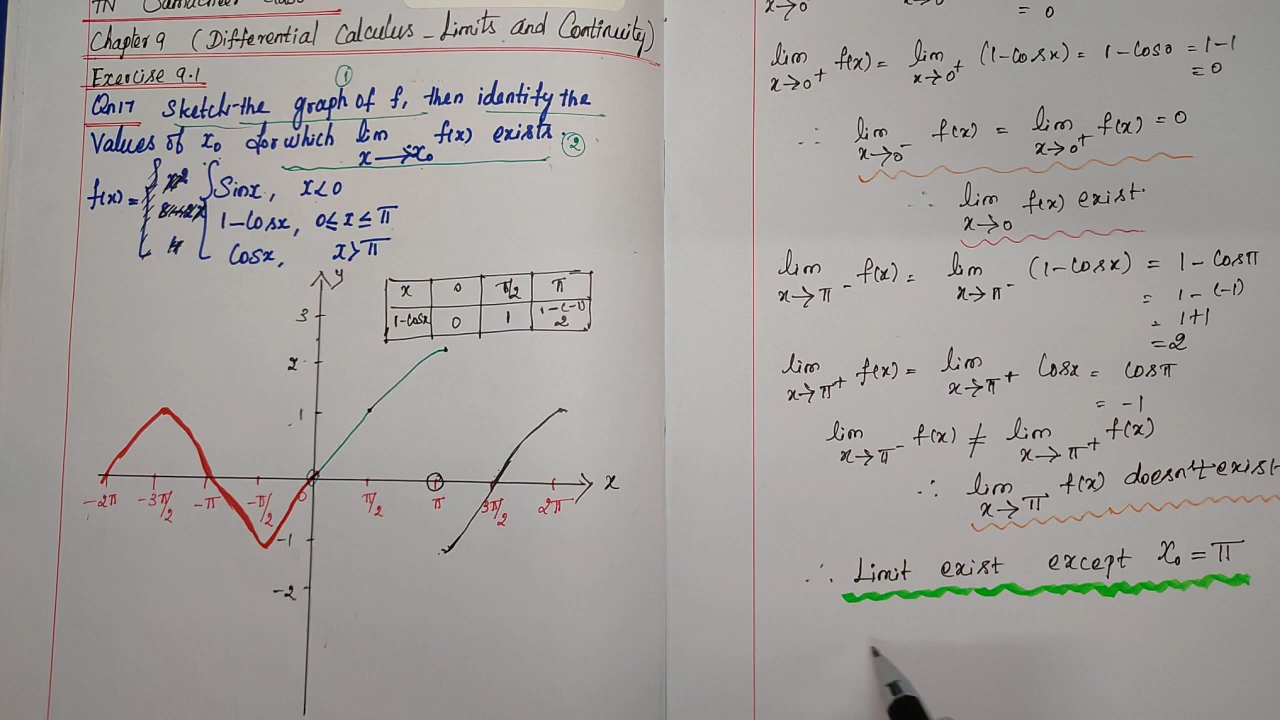 Chapter 9 (Differential Calculus - Limits and Continuity)
Exercise 9.1
①
Qn 17 Sketch the graph of f, then identify the
Values of x₀ for which lim f(x) exists. ②
x→x₀
f(x) = { Sinx, x<0
1-Cosx, 0≤x≤π
Cosx, x>π
y
x 0 π/2 π
1-cosx 0 1 1-(-1)
2
3
2
1
-2π -3π/2 -π -π/2 0 π/2 π 3π/2 2π x
-1
-2
x→0
= 0
lim f(x) = lim (1-Cosx) = 1-Cos0 = 1-1
x→0⁺ x→0⁺ = 0
∴ lim f(x) = lim f(x) = 0
x→0⁻ x→0⁺
∴ lim f(x) exist.
x→0
lim f(x) = lim (1-Cosx) = 1-Cosπ
x→π⁻ x→π⁻ = 1-(-1)
= 1+1
=2
lim f(x) = lim Cosx = Cosπ
x→π⁺ x→π⁺ = -1
lim f(x) ≠ lim f(x)
x→π⁻ x→π⁺
∴ lim f(x) doesn't exist
x→π
∴ Limit exist except x₀ = π